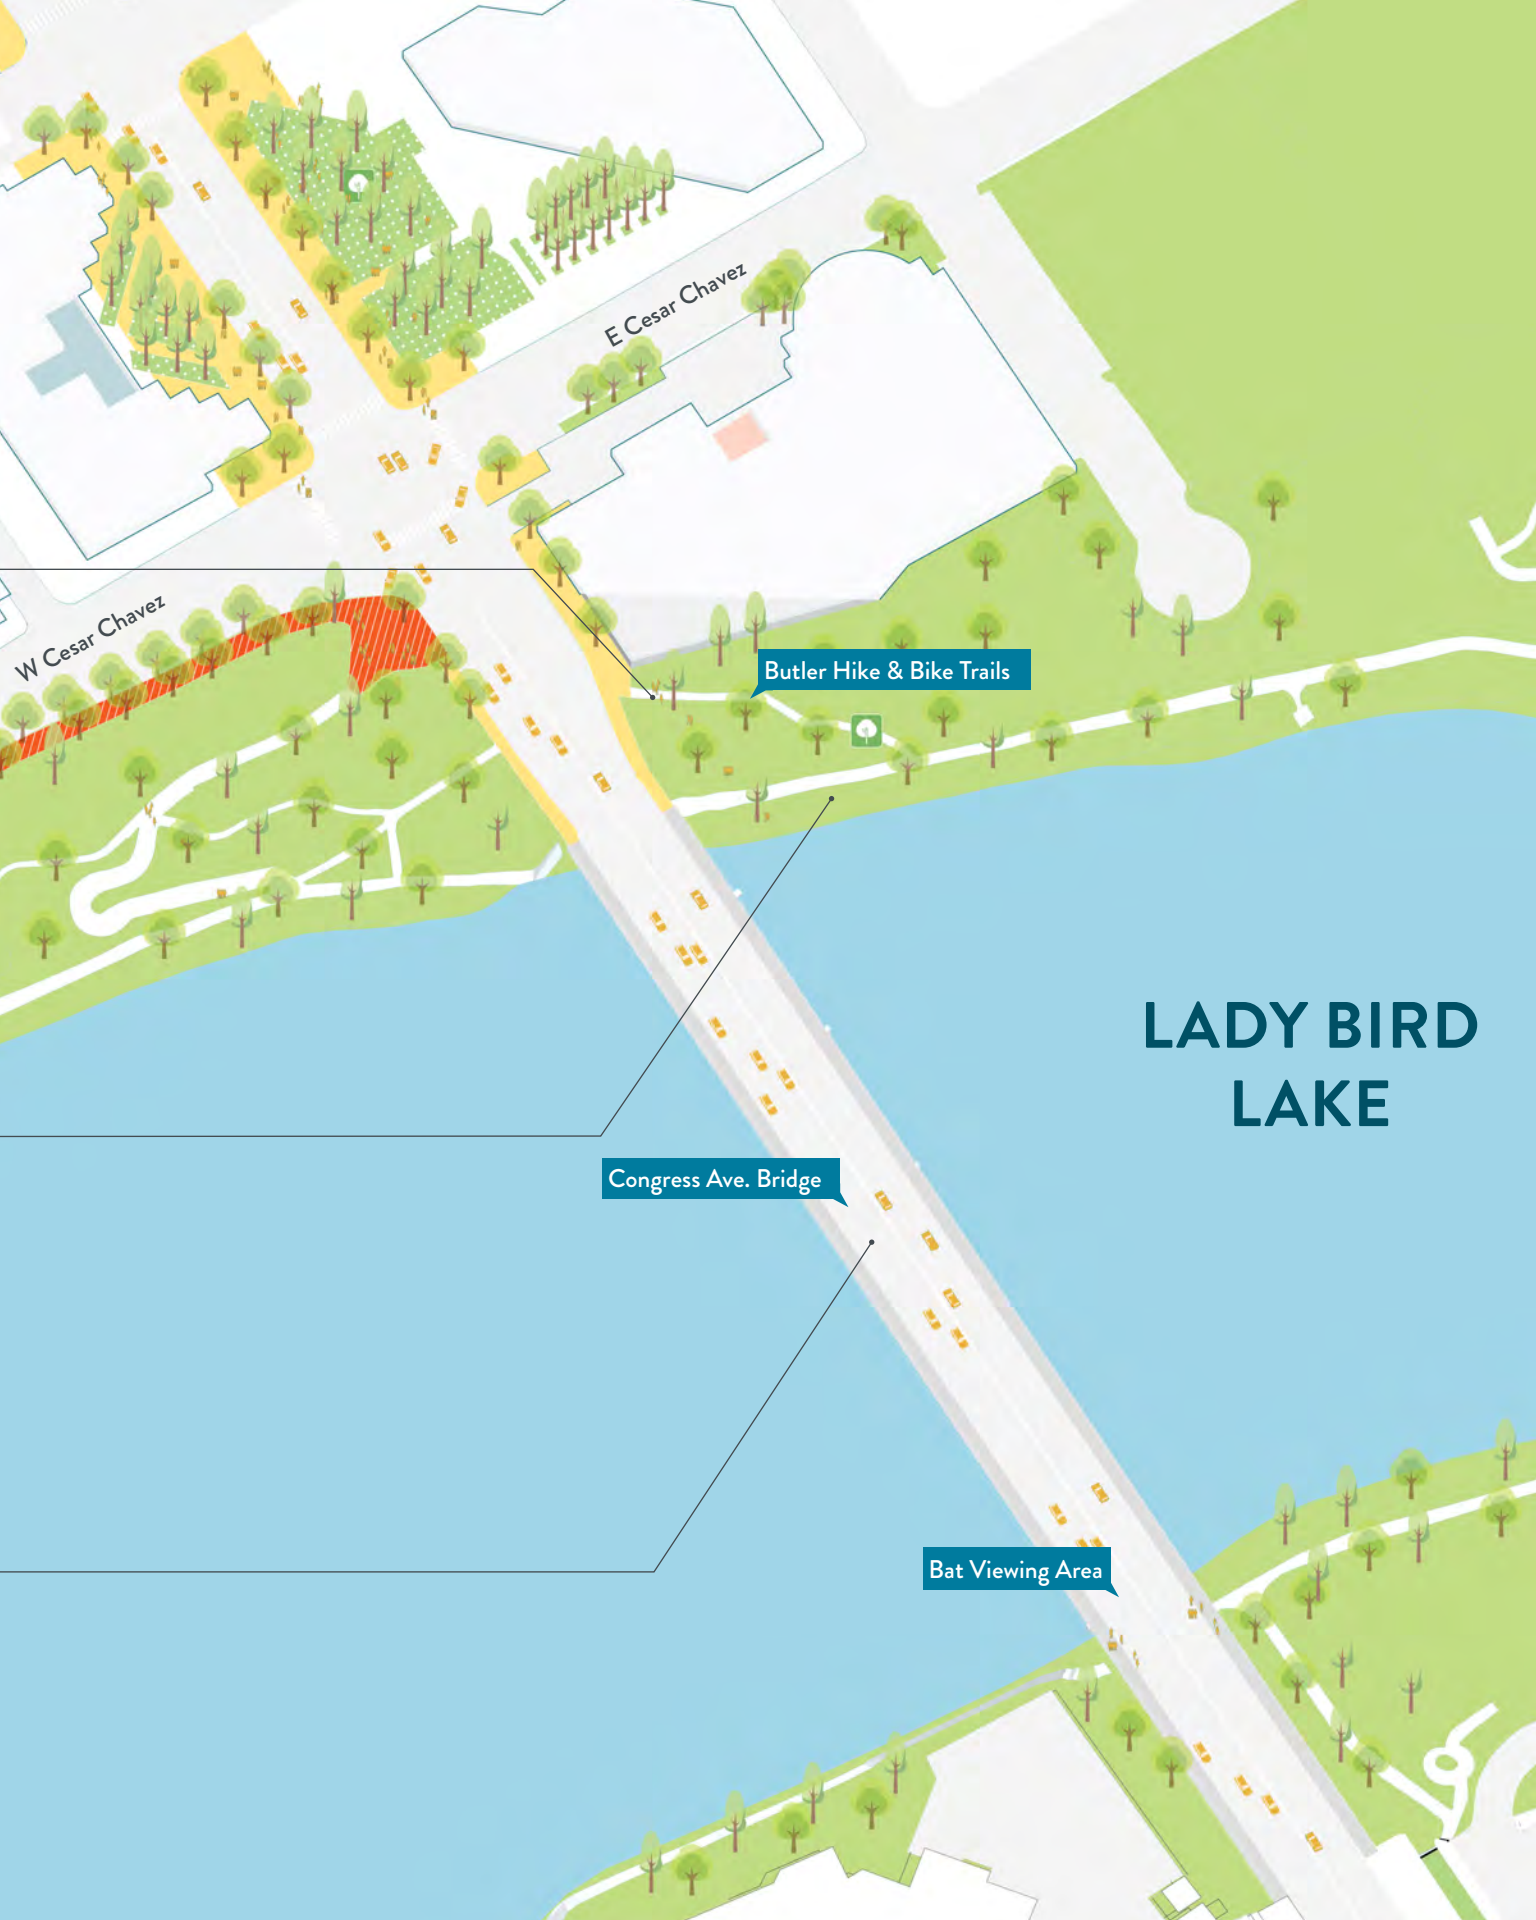 E Cesar Chavez
W Cesar Chavez
Butler Hike & Bike Trails
LADY BIRD
LAKE
Congress Ave. Bridge
Bat Viewing Area